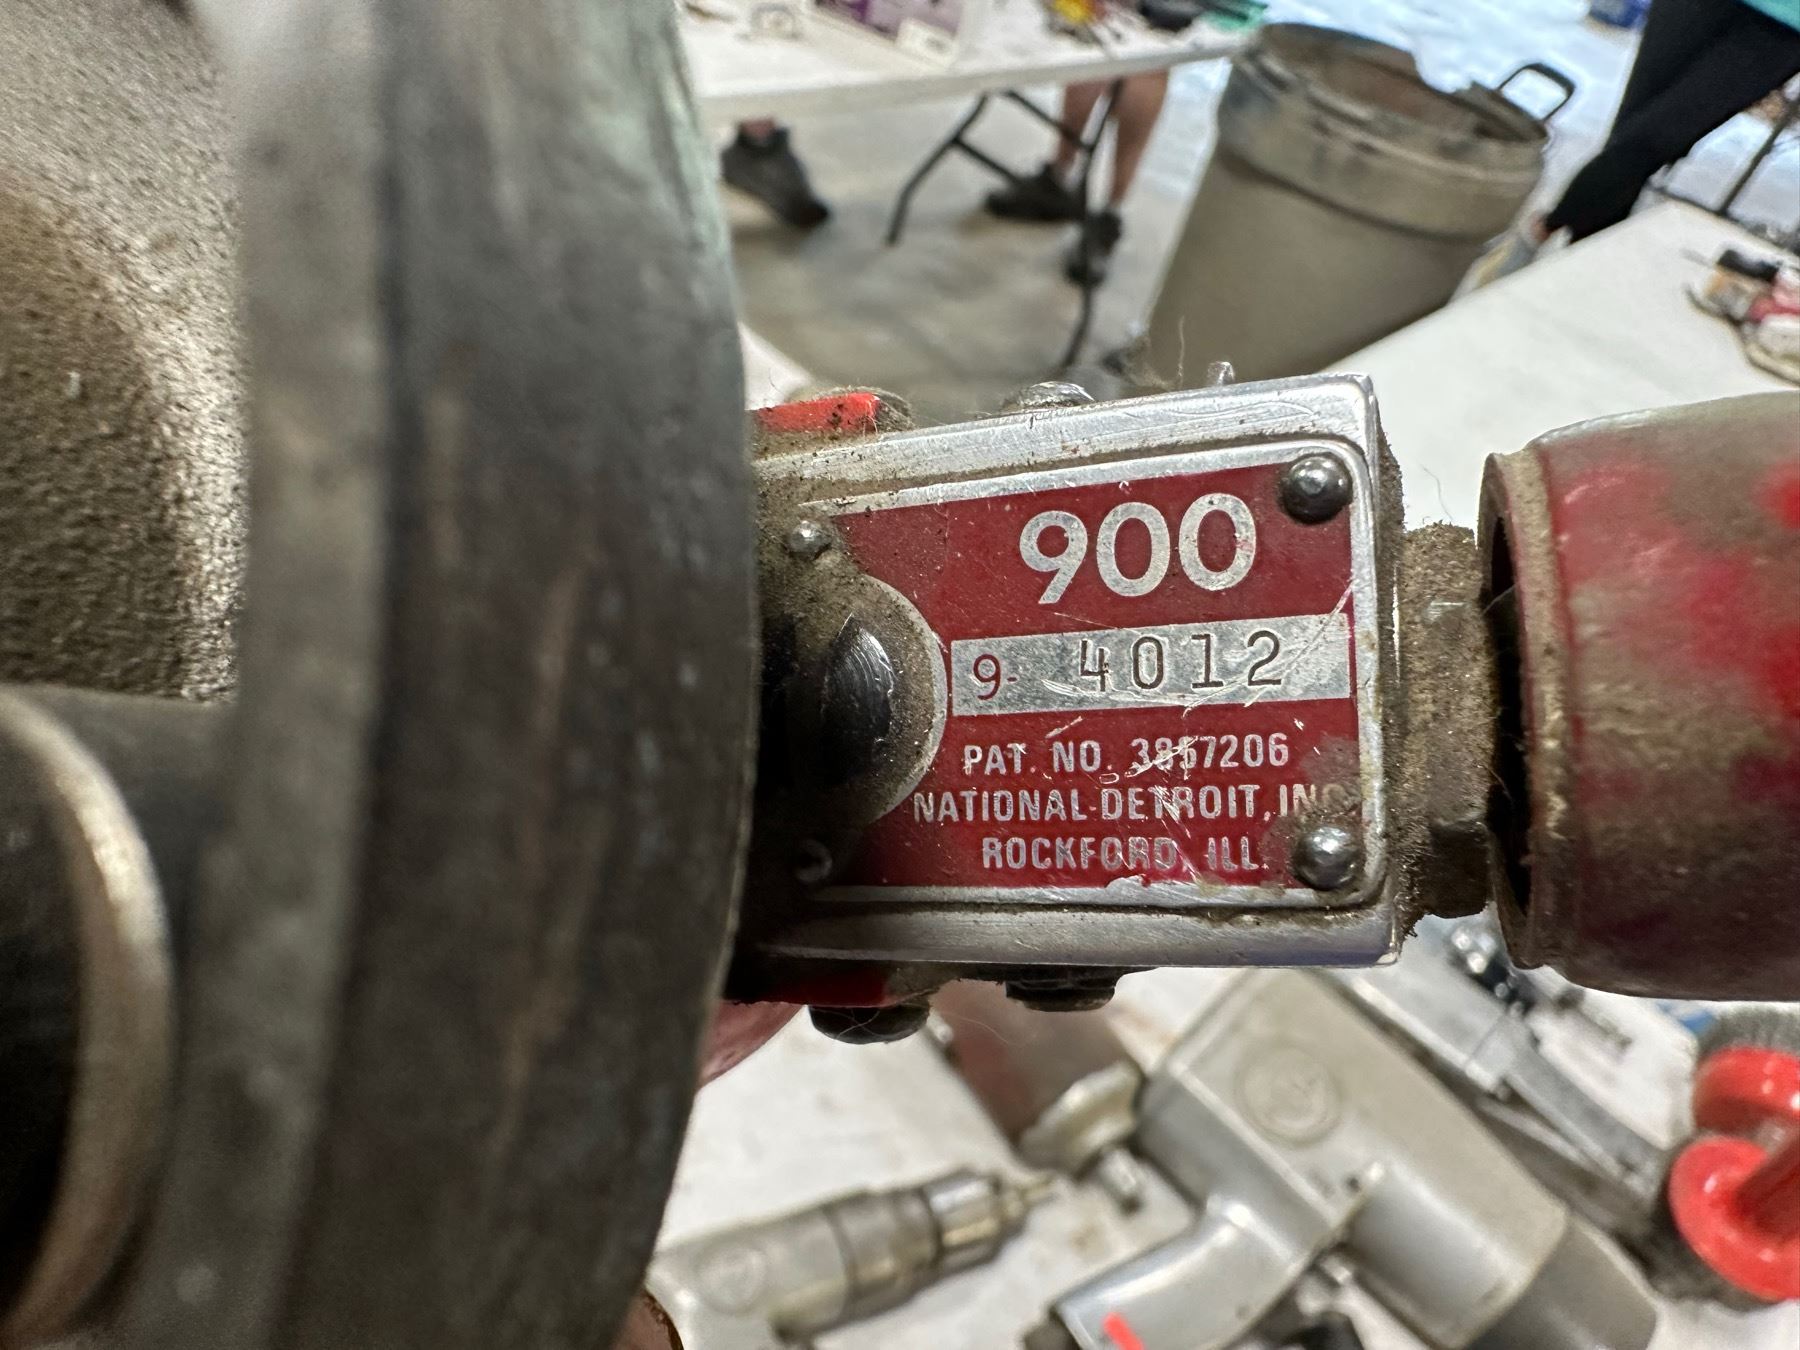 900
9- 4012
PAT. NO. 3857206
NATIONAL-DETROIT, INC.
ROCKFORD, ILL.